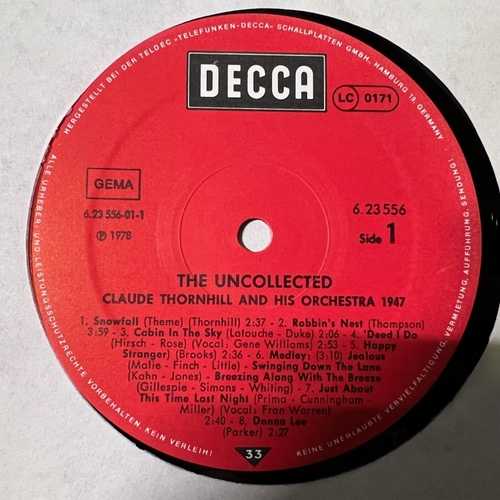 HERGESTELLT BEI DER TELDEC »TELEFUNKEN-DECCA« SCHALLPLATTEN GMBH, HAMBURG 19, GERMANY
DECCA
LC 0171
GEMA
6.23 556-01-1
℗ 1978
6.23556
Side 1
THE UNCOLLECTED
CLAUDE THORNHILL AND HIS ORCHESTRA 1947
1. Snowfall (Theme) (Thornhill) 2:37 - 2. Robbin's Nest (Thompson)
3:59 - 3. Cabin In The Sky (Latouche - Duke) 2:06 - 4. 'Deed I Do
(Hirsch - Rose) (Vocal: Gene Williams) 2:53 - 5. Happy
Stranger) (Brooks) 2:36 - 6. Medley: (3:10) Jealous
(Malie - Finch - Little) - Swinging Down The Lane
(Kahn - Jones) - Breezing Along With The Breeze
(Gillespie - Simons - Whiting) - 7. Just About
This Time Last Night (Prima - Cunningham -
Miller) (Vocal: Fran Warren)
2:40 - 8. Donna Lee
(Parker) 2:27
33
ALLE URHEBER- UND LEISTUNGSSCHUTZRECHTE VORBEHALTEN. KEIN VERLEIH! KEINE UNERLAUBTE VERVIELFÄLTIGUNG, VERMIETUNG, AUFFÜHRUNG, SENDUNG!